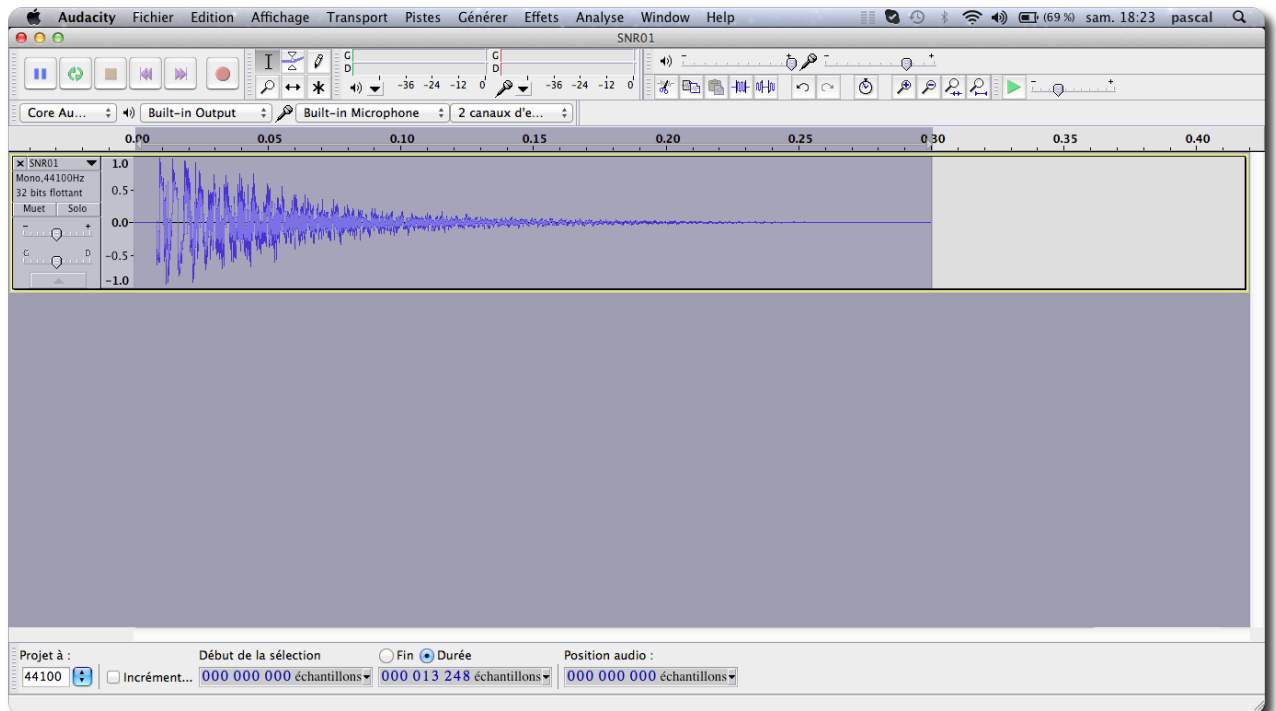 Audacity Fichier Edition Affichage Transport Pistes Générer Effets Analyse Window Help (69 %) sam. 18:23 pascal
SNR01
G D G D
-36 -24 -12 0 -36 -24 -12 0
Core Au... Built-in Output Built-in Microphone 2 canaux d'e...
0.00 0.05 0.10 0.15 0.20 0.25 0.30 0.35 0.40
SNR01
Mono,44100Hz
32 bits flottant
Muet Solo
- +
G D
1.0
0.5
0.0
-0.5
-1.0
Projet à : Début de la sélection Fin Durée Position audio :
44100 Incrément... 000 000 000 échantillons 000 013 248 échantillons 000 000 000 échantillons